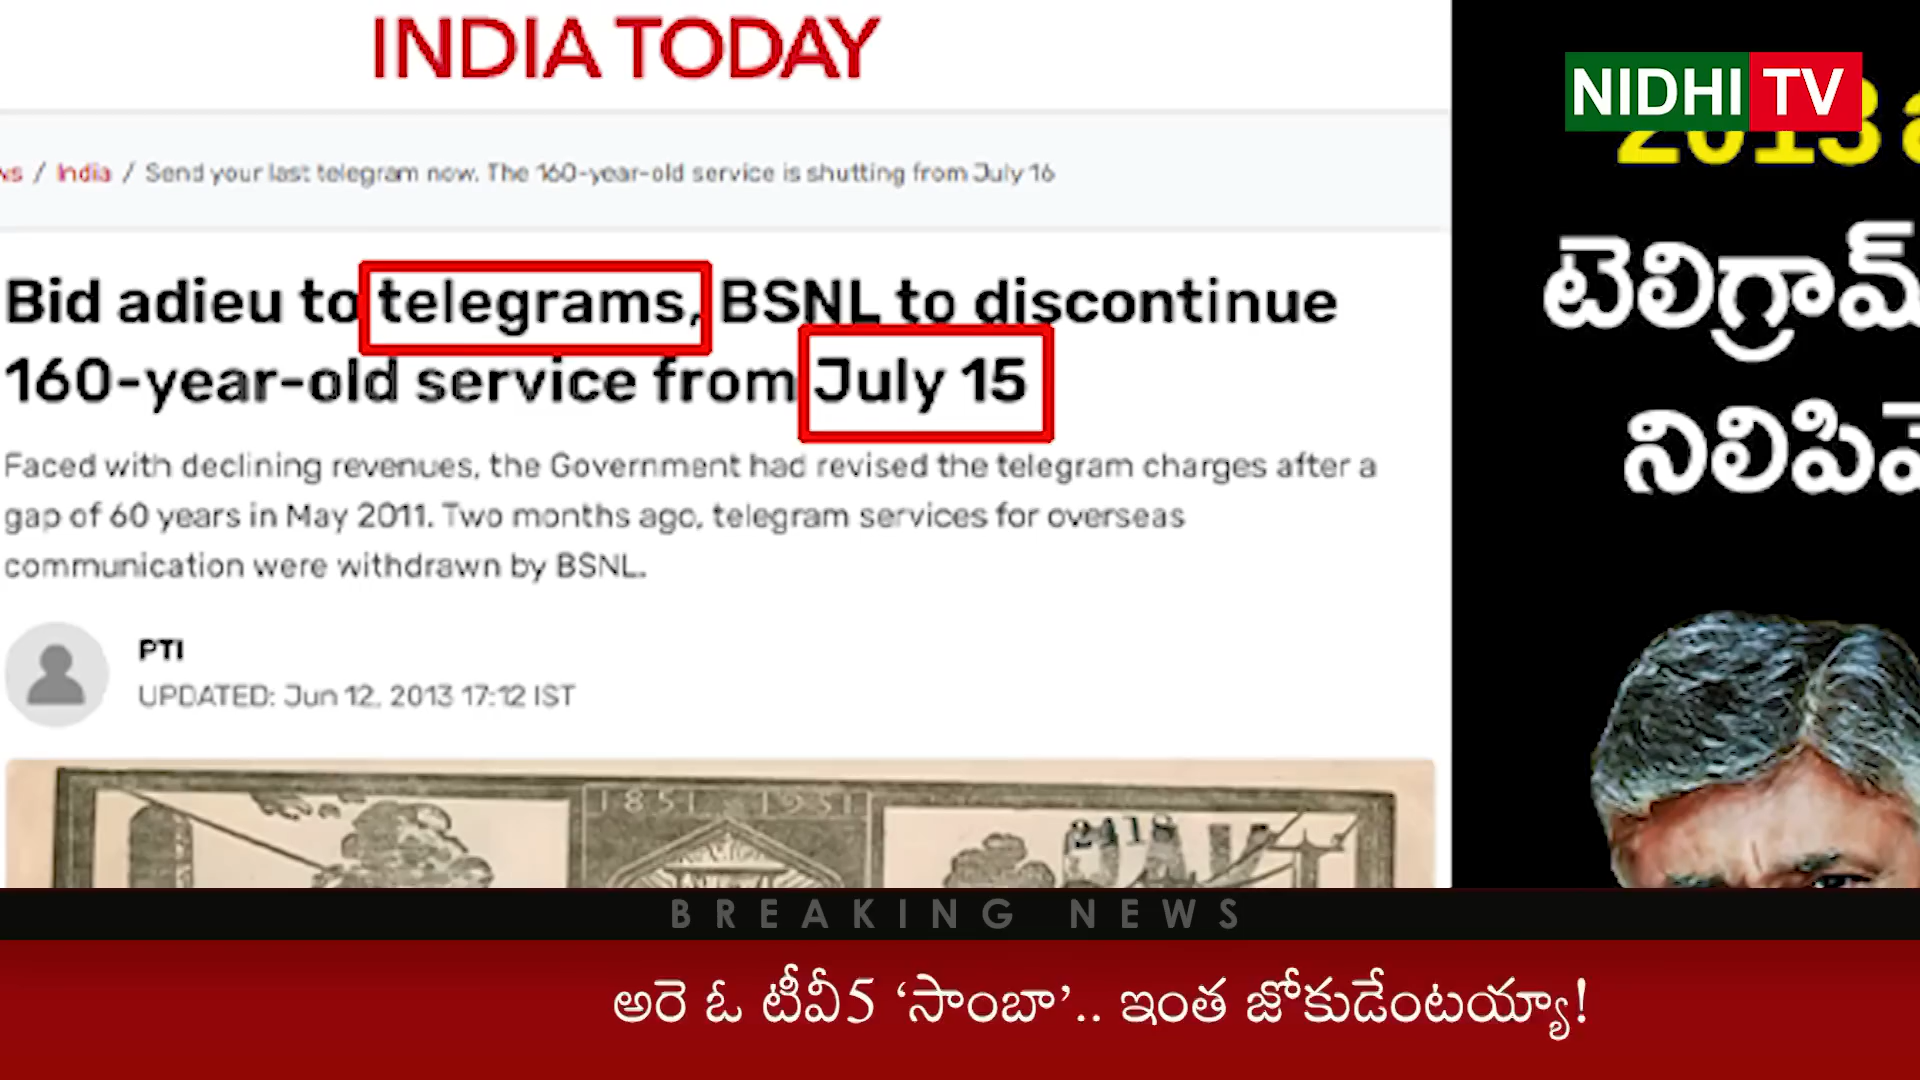 INDIA TODAY
NIDHI TV
2013
/ India / Send your last telegram now. The 160-year-old service is shutting from July 16
Bid adieu to telegrams, BSNL to discontinue
160-year-old service from July 15
Faced with declining revenues, the Government had revised the telegram charges after a
gap of 60 years in May 2011. Two months ago, telegram services for overseas
communication were withdrawn by BSNL.
PTI
UPDATED: Jun 12, 2013 17:12 IST
టెలిగ్రామ్
1851 1951
2418
BREAKING NEWS
అరె ఓ టీవీ5 ‘సాంబా’.. ఇంత జోకుడేంటయ్యా!